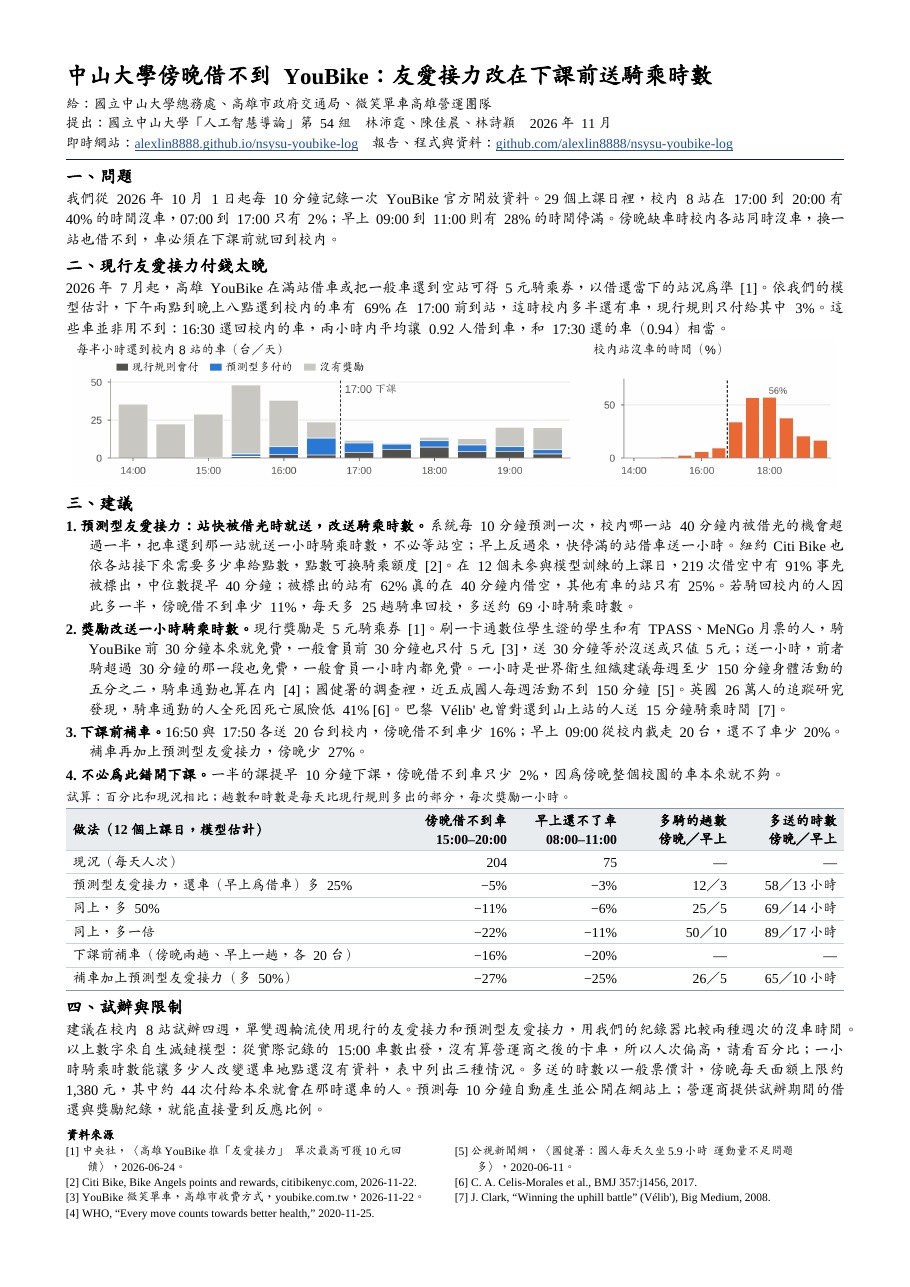 中山大學傍晚借不到 YouBike：友愛接力改在下課前送騎乘時數
給：國立中山大學總務處、高雄市政府交通局、微笑單車高雄營運團隊
提出：國立中山大學「人工智慧導論」第 54 組　林沛霆、陳佳晨、林詩穎　2026 年 11 月
即時網站：alexlin8888.github.io/nsysu-youbike-log　報告、程式與資料：github.com/alexlin8888/nsysu-youbike-log
一、問題
我們從 2026 年 10 月 1 日起每 10 分鐘記錄一次 YouBike 官方開放資料。29 個上課日裡，校內 8 站在 17:00 到 20:00 有
40% 的時間沒車，07:00 到 17:00 只有 2%；早上 09:00 到 11:00 則有 28% 的時間停滿。傍晚缺車時校內各站同時沒車，換一
站也借不到，車必須在下課前就回到校內。
二、現行友愛接力付錢太晚
2026 年 7 月起，高雄 YouBike 在滿站借車或把一般車還到空站可得 5 元騎乘券，以借還當下的站況為準 [1]。依我們的模
型估計，下午兩點到晚上八點還到校內的車有 69% 在 17:00 前到站，這時校內多半還有車，現行規則只付給其中 3%。這
些車並非用不到：16:30 還回校內的車，兩小時內平均讓 0.92 人借到車，和 17:30 還的車（0.94）相當。
每半小時還到校內 8 站的車（台／天）
現行規則會付 預測型多付的 沒有獎勵
50
25
0
17:00 下課
14:00 15:00 16:00 17:00 18:00 19:00
校內站沒車的時間（%）
56%
50
0
14:00 16:00 18:00
三、建議
1. 預測型友愛接力：站快被借光時就送，改送騎乘時數。系統每 10 分鐘預測一次，校內哪一站 40 分鐘內被借光的機會超
過一半，把車還到那一站就送一小時騎乘時數，不必等站空；早上反過來，快停滿的站借車送一小時。紐約 Citi Bike 也
依各站接下來需要多少車給點數，點數可換騎乘額度 [2]。在 12 個未參與模型訓練的上課日，219 次借空中有 91% 事先
被標出，中位數提早 40 分鐘；被標出的站有 62% 真的在 40 分鐘內借空，其他有車的站只有 25%。若騎回校內的人因
此多一半，傍晚借不到車少 11%，每天多 25 趟騎車回校，多送約 69 小時騎乘時數。
2. 獎勵改送一小時騎乘時數。現行獎勵是 5 元騎乘券 [1]。刷一卡通數位學生證的學生和有 TPASS、MeNGo 月票的人，騎
YouBike 前 30 分鐘本來就免費，一般會員前 30 分鐘也只付 5 元 [3]，送 30 分鐘等於沒送或只值 5 元；送一小時，前者
騎超過 30 分鐘的那一段也免費，一般會員一小時內都免費。一小時是世界衛生組織建議每週至少 150 分鐘身體活動的
五分之二，騎車通勤也算在內 [4]；國健署的調查裡，近五成國人每週活動不到 150 分鐘 [5]。英國 26 萬人的追蹤研究
發現，騎車通勤的人全死因死亡風險低 41% [6]。巴黎 Vélib' 也曾對還到山上站的人送 15 分鐘騎乘時間 [7]。
3. 下課前補車。16:50 與 17:50 各送 20 台到校內，傍晚借不到車少 16%；早上 09:00 從校內載走 20 台，還不了車少 20%。
補車再加上預測型友愛接力，傍晚少 27%。
4. 不必為此錯開下課。一半的課提早 10 分鐘下課，傍晚借不到車只少 2%，因為傍晚整個校園的車本來就不夠。
試算：百分比和現況相比；趟數和時數是每天比現行規則多出的部分，每次獎勵一小時。
做法（12 個上課日，模型估計） 傍晚借不到車 15:00–20:00 早上還不了車 08:00–11:00 多騎的趟數 傍晚／早上 多送的時數 傍晚／早上
現況（每天人次） 204 75 — —
預測型友愛接力，還車（早上為借車）多 25% −5% −3% 12／3 58／13 小時
同上，多 50% −11% −6% 25／5 69／14 小時
同上，多一倍 −22% −11% 50／10 89／17 小時
下課前補車（傍晚兩趟、早上一趟，各 20 台） −16% −20% — —
補車加上預測型友愛接力（多 50%） −27% −25% 26／5 65／10 小時
四、試辦與限制
建議在校內 8 站試辦四週，單雙週輪流使用現行的友愛接力和預測型友愛接力，用我們的紀錄器比較兩種週次的沒車時間。
以上數字來自生滅鏈模型：從實際記錄的 15:00 車數出發，沒有算營運商之後的卡車，所以人次偏高，請看百分比；一小
時騎乘時數能讓多少人改變還車地點還沒有資料，表中列出三種情況。多送的時數以一般票價計，傍晚每天面額上限約
1,380 元，其中約 44 次付給本來就會在那時還車的人。預測每 10 分鐘自動產生並公開在網站上；營運商提供試辦期間的借
還與獎勵紀錄，就能直接量到反應比例。
資料來源
[1] 中央社，〈高雄 YouBike 推「友愛接力」 單次最高可獲 10 元回
饋〉，2026-06-24。
[2] Citi Bike, Bike Angels points and rewards, citibikenyc.com, 2026-11-22.
[3] YouBike 微笑單車，高雄市收費方式，youbike.com.tw，2026-11-22。
[4] WHO, “Every move counts towards better health,” 2020-11-25.
[5] 公視新聞網，〈國健署：國人每天久坐 5.9 小時 運動量不足問題
多〉，2020-06-11。
[6] C. A. Celis-Morales et al., BMJ 357:j1456, 2017.
[7] J. Clark, “Winning the uphill battle” (Vélib'), Big Medium, 2008.